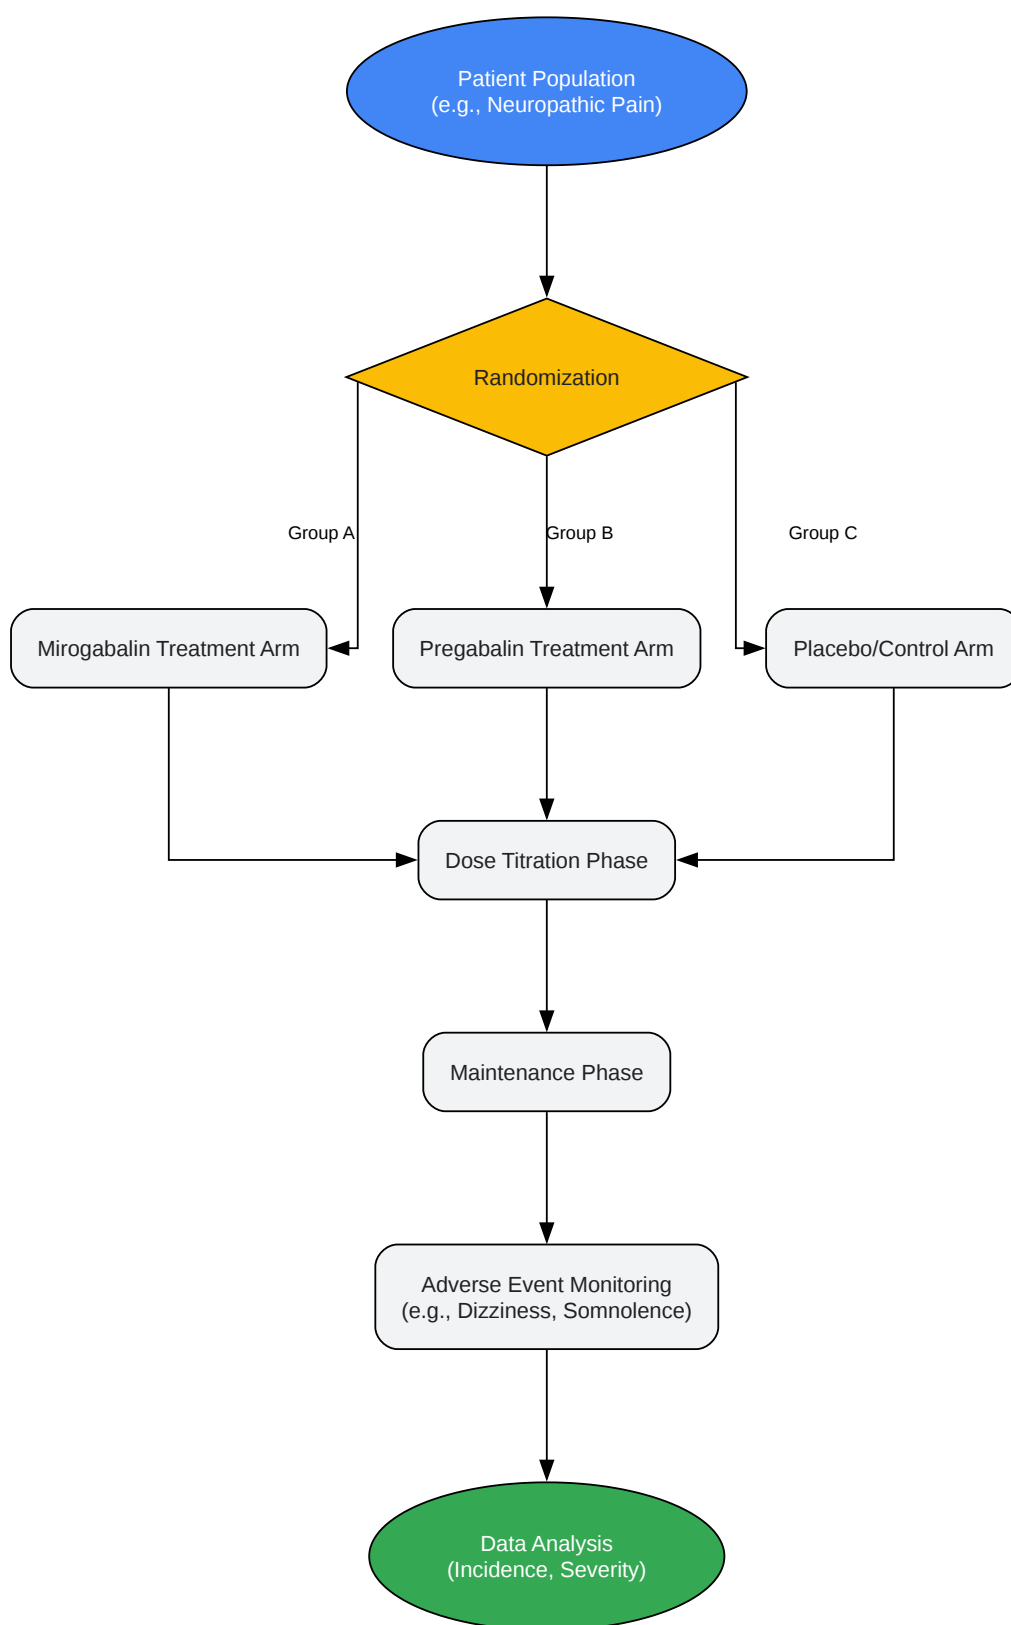 Patient Population
(e.g., Neuropathic Pain)
Randomization
Group A
Group B
Group C
Mirogabalin Treatment Arm
Pregabalin Treatment Arm
Placebo/Control Arm
Dose Titration Phase
Maintenance Phase
Adverse Event Monitoring
(e.g., Dizziness, Somnolence)
Data Analysis
(Incidence, Severity)